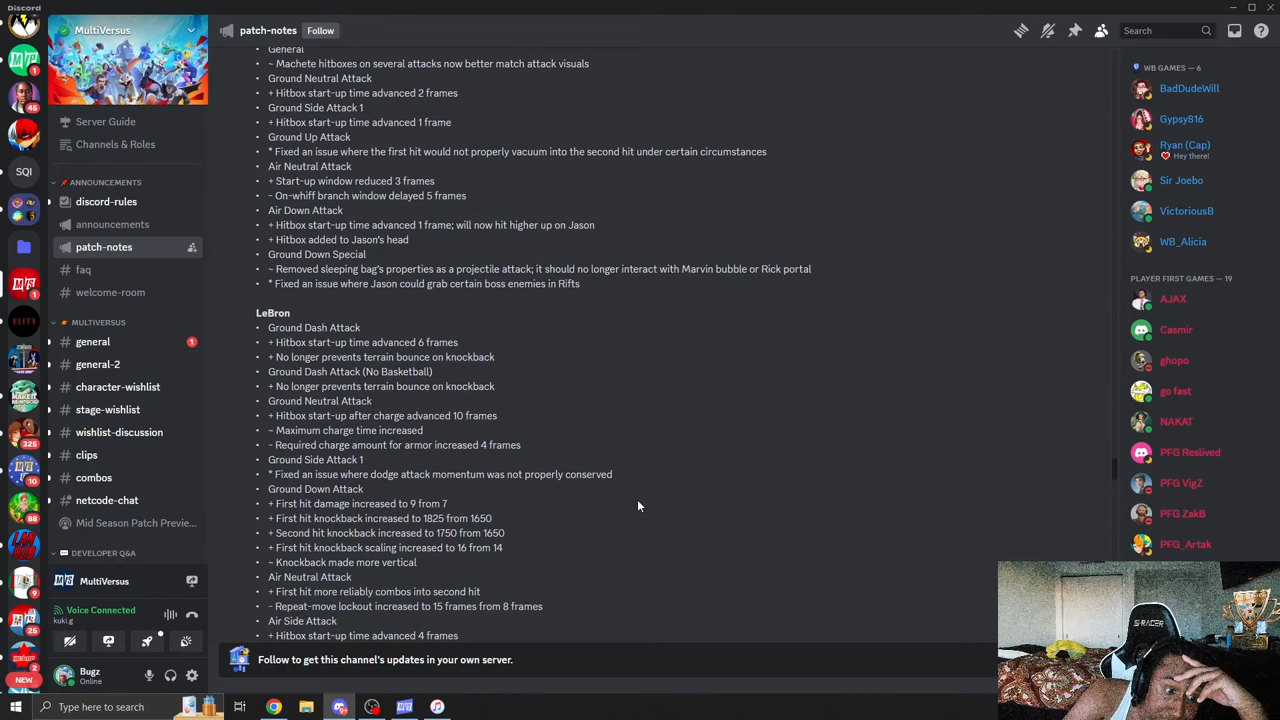 Discord
MultiVersus
patch-notes
Follow
Search
Server Guide
Channels & Roles
ANNOUNCEMENTS
discord-rules
announcements
patch-notes
faq
welcome-room
MULTIVERSUS
general
1
general-2
character-wishlist
stage-wishlist
wishlist-discussion
clips
combos
netcode-chat
Mid Season Patch Previe...
DEVELOPER Q&A
MultiVersus
Voice Connected
kuki.g
Bugz
Online
1
45
SQI
1
ELITE
325
10
88
25
2
NEW
General
~ Machete hitboxes on several attacks now better match attack visuals
Ground Neutral Attack
+ Hitbox start-up time advanced 2 frames
Ground Side Attack 1
+ Hitbox start-up time advanced 1 frame
Ground Up Attack
* Fixed an issue where the first hit would not properly vacuum into the second hit under certain circumstances
Air Neutral Attack
+ Start-up window reduced 3 frames
- On-whiff branch window delayed 5 frames
Air Down Attack
+ Hitbox start-up time advanced 1 frame; will now hit higher up on Jason
+ Hitbox added to Jason's head
Ground Down Special
~ Removed sleeping bag's properties as a projectile attack; it should no longer interact with Marvin bubble or Rick portal
* Fixed an issue where Jason could grab certain boss enemies in Rifts
LeBron
Ground Dash Attack
+ Hitbox start-up time advanced 6 frames
+ No longer prevents terrain bounce on knockback
Ground Dash Attack (No Basketball)
+ No longer prevents terrain bounce on knockback
Ground Neutral Attack
+ Hitbox start-up after charge advanced 10 frames
~ Maximum charge time increased
- Required charge amount for armor increased 4 frames
Ground Side Attack 1
* Fixed an issue where dodge attack momentum was not properly conserved
Ground Down Attack
+ First hit damage increased to 9 from 7
+ First hit knockback increased to 1825 from 1650
+ Second hit knockback increased to 1750 from 1650
+ First hit knockback scaling increased to 16 from 14
~ Knockback made more vertical
Air Neutral Attack
+ First hit more reliably combos into second hit
- Repeat-move lockout increased to 15 frames from 8 frames
Air Side Attack
+ Hitbox start-up time advanced 4 frames
Follow to get this channel's updates in your own server.
WB GAMES — 6
BadDudeWill
Gypsy816
Ryan (Cap)
Hey there!
Sir Joebo
VictoriousB
WB_Alicia
PLAYER FIRST GAMES — 19
AJAX
Casmir
ghopo
go fast
NAKAT
PFG Reslived
PFG VigZ
PFG ZakB
PFG_Artak
S-RACER
Type here to search